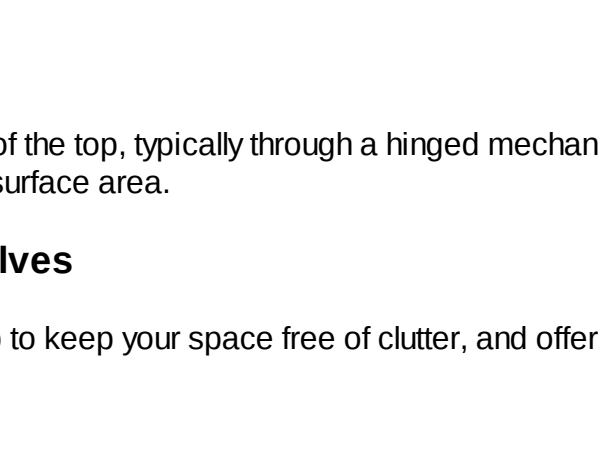 of the top, typically through a hinged mechan
surface area.
lves
to keep your space free of clutter, and offer